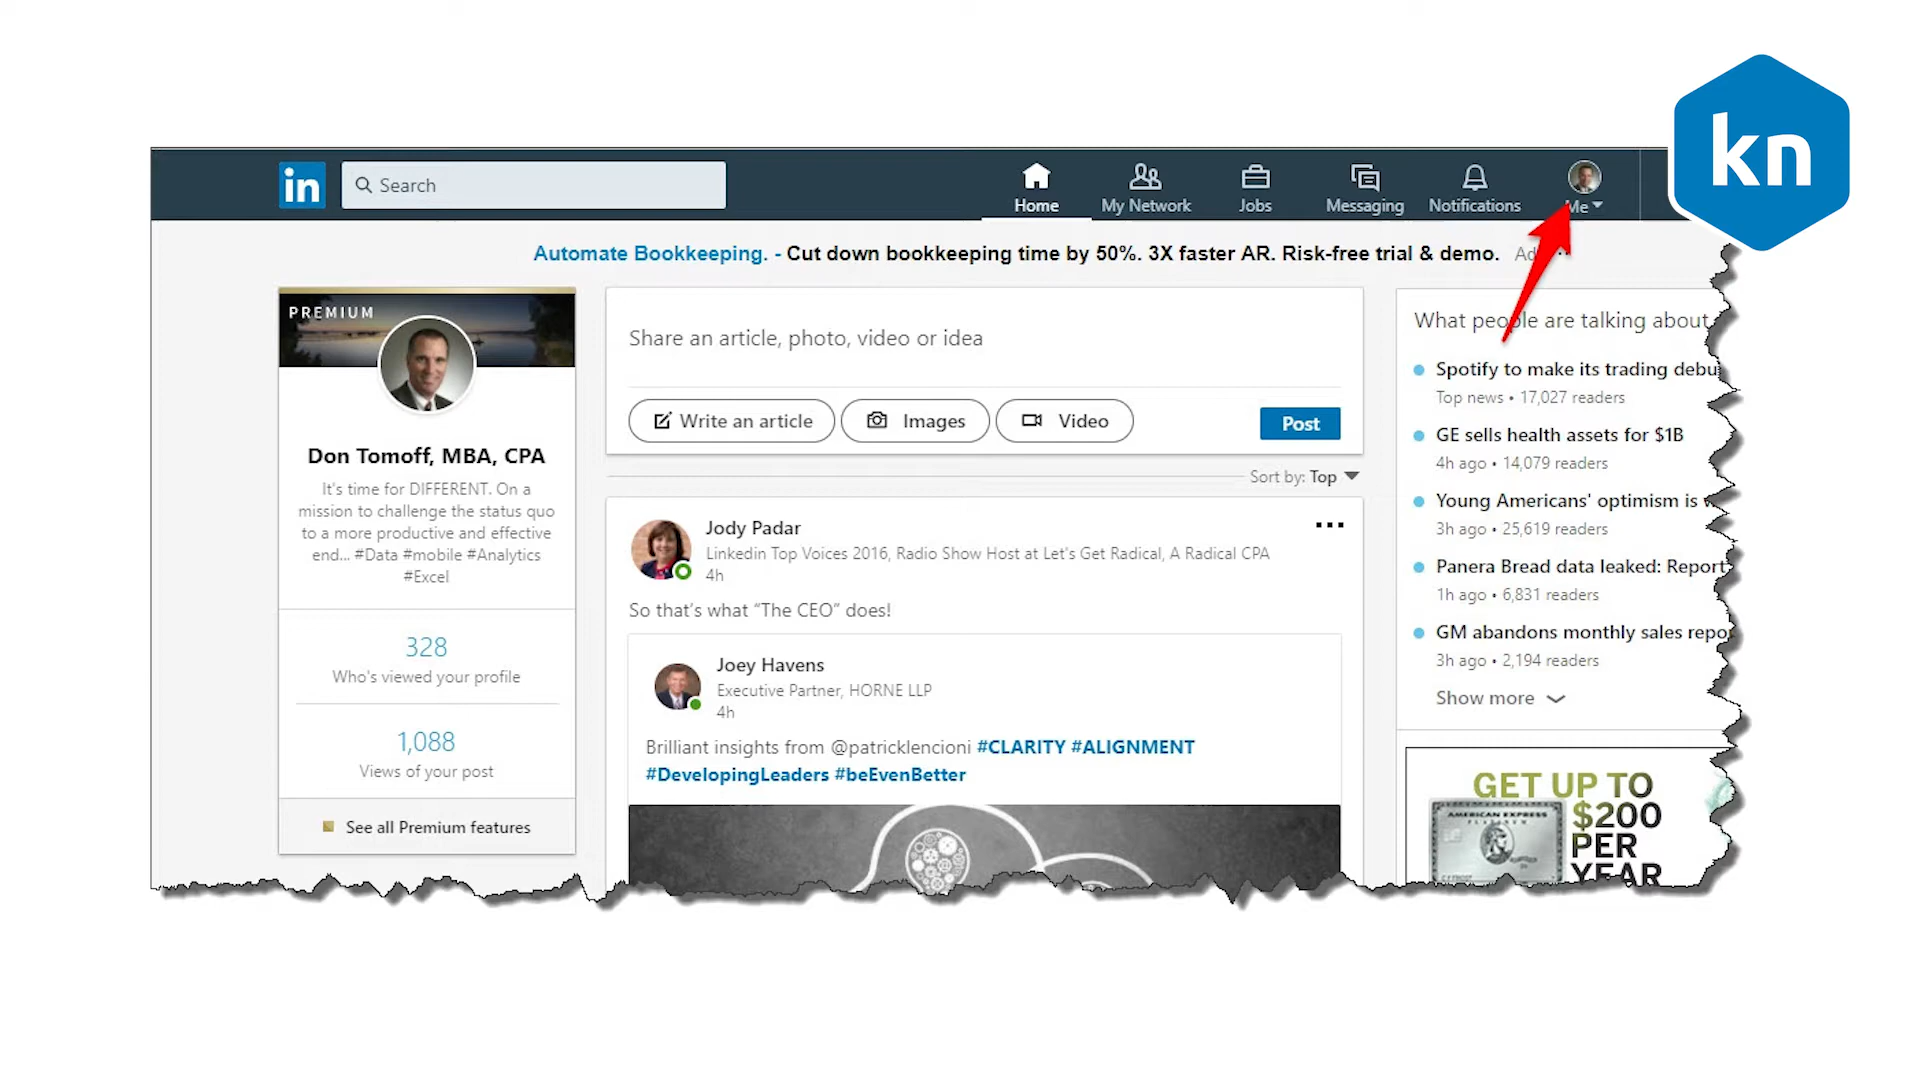 kn
in
Search
Home
My Network
Jobs
Messaging
Notifications
Me
Automate Bookkeeping. - Cut down bookkeeping time by 50%. 3X faster AR. Risk-free trial & demo. Ad
PREMIUM
Don Tomoff, MBA, CPA
It's time for DIFFERENT. On a
mission to challenge the status quo
to a more productive and effective
end... #Data #mobile #Analytics
#Excel
328
Who's viewed your profile
1,088
Views of your post
See all Premium features
Share an article, photo, video or idea
Write an article
Images
Video
Post
Sort by: Top
Jody Padar
Linkedin Top Voices 2016, Radio Show Host at Let's Get Radical, A Radical CPA
4h
So that's what “The CEO” does!
Joey Havens
Executive Partner, HORNE LLP
4h
Brilliant insights from @patricklencioni #CLARITY #ALIGNMENT
#DevelopingLeaders #beEvenBetter
What people are talking about
Spotify to make its trading debu
Top news • 17,027 readers
GE sells health assets for $1B
4h ago • 14,079 readers
Young Americans' optimism is
3h ago • 25,619 readers
Panera Bread data leaked: Report
1h ago • 6,831 readers
GM abandons monthly sales repo
3h ago • 2,194 readers
Show more
GET UP TO
$200
PER
YEAR
AMERICAN EXPRESS
PLATINUM